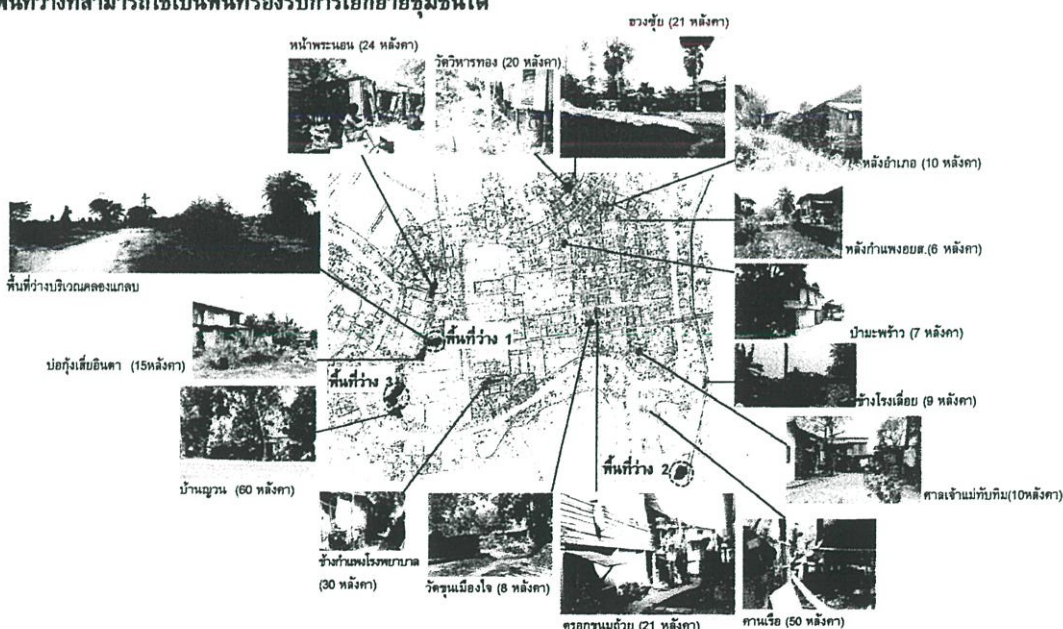 พื้นที่ว่างที่สามารถใช้เป็นพื้นที่รองรับการโยกย้ายชุมชนได้
ฮวงซุ้ย (21 หลังคา)
หน้าพระนอน (24 หลังคา)
วัดวิหารทอง (20 หลังคา)
หลังอำเภอ (10 หลังคา)
หลังกำแพงอยส.(6 หลังคา)
พื้นที่ว่างบริเวณคลองแกลบ
ป่ามะพร้าว (7 หลังคา)
พื้นที่ว่าง 1
บ่อกุ้งเสี่ยอินตา (15หลังคา)
พื้นที่ว่าง 3
ข้างโรงเลื่อย (9 หลังคา)
พื้นที่ว่าง 2
บ้านญวน (60 หลังคา)
ศาลเจ้าแม่ทับทิม(10หลังคา)
ข้างกำแพงโรงพยาบาล
(30 หลังคา)
วัดขุนเมืองใจ (8 หลังคา)
ตรอกขนมถ้วย (21 หลังคา)
คานเรือ (50 หลังคา)